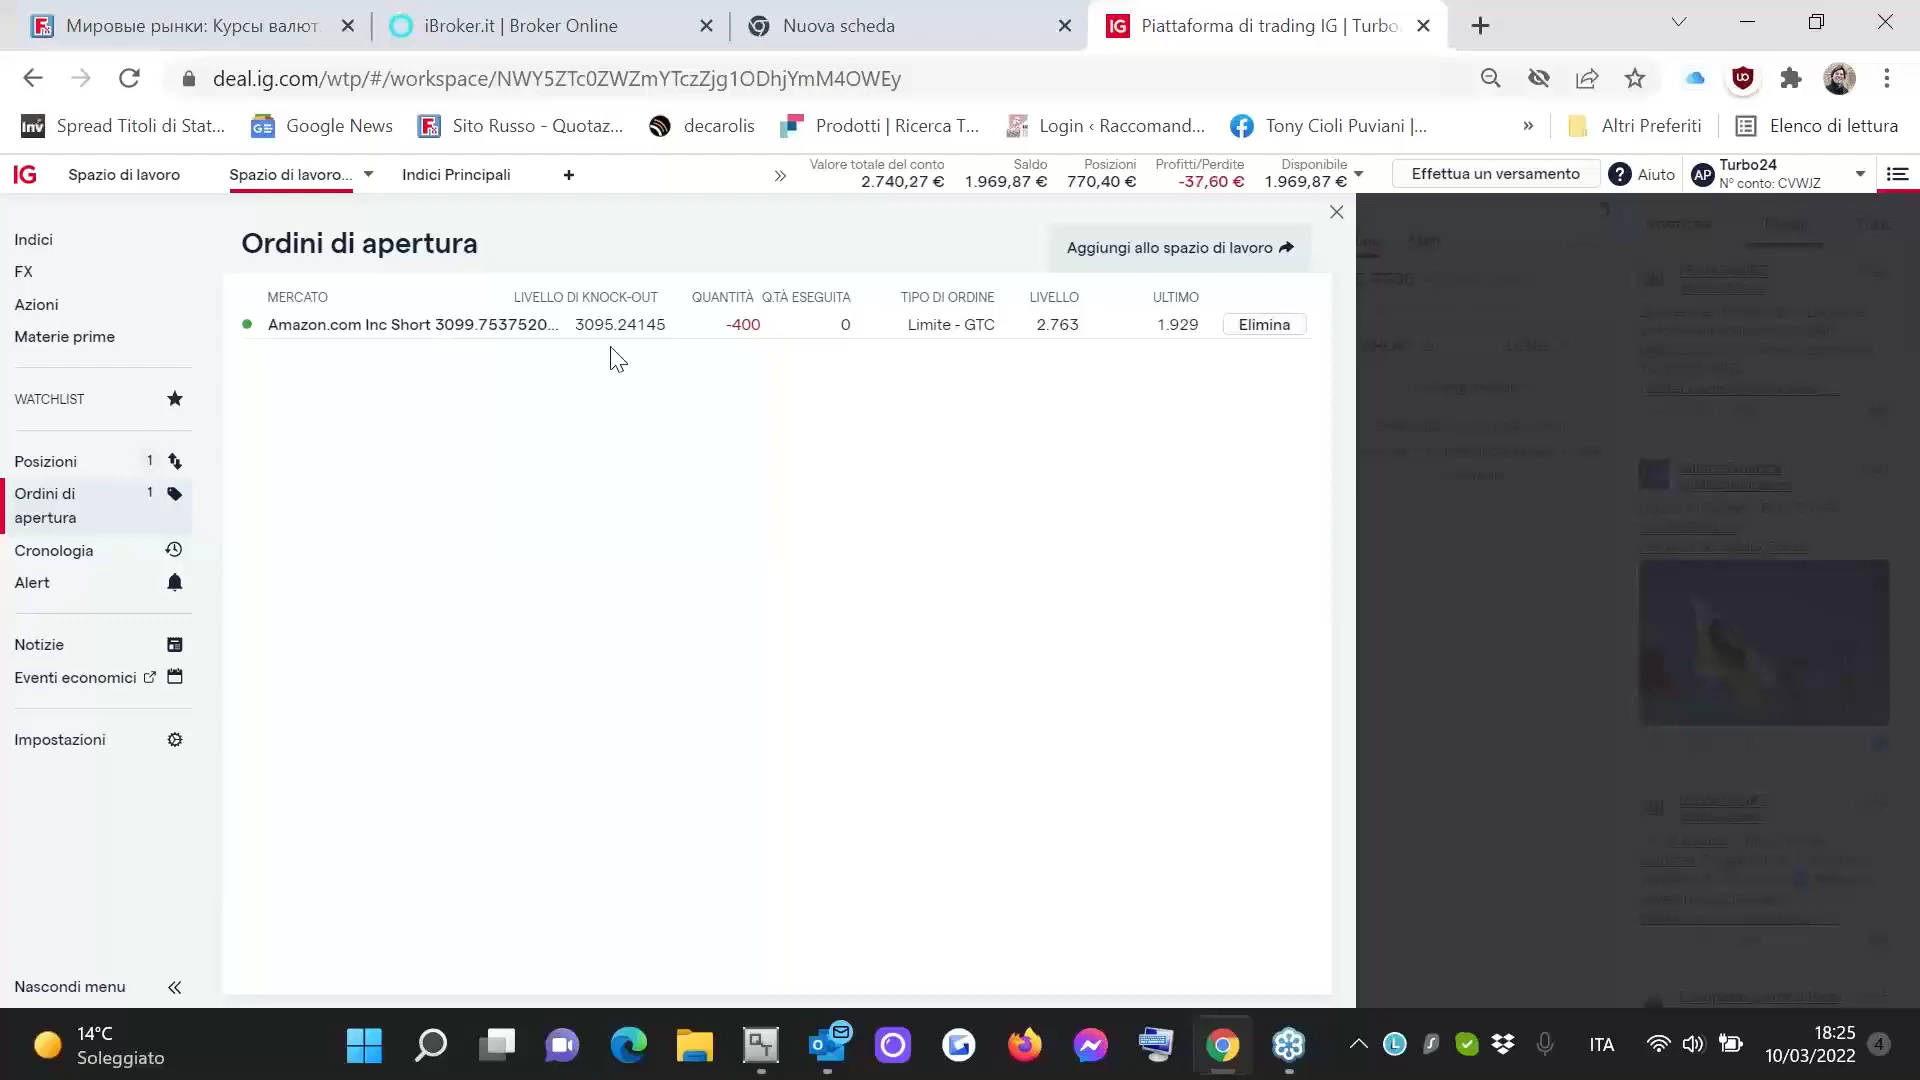 Мировые рынки: Курсы валют
iBroker.it | Broker Online
Nuova scheda
IG
Piattaforma di trading IG | Turbo
deal.ig.com/wtp/#/workspace/NWY5ZTc0ZWZmYTczZjg1ODhjYmM4OWEy
Inv
Spread Titoli di Stat...
Google News
Sito Russo - Quotaz...
decarolis
Prodotti | Ricerca T...
Login ‹ Raccomand...
Tony Cioli Puviani |...
»
Altri Preferiti
Elenco di lettura
IG
Spazio di lavoro
Spazio di lavoro...
Indici Principali
+
Valore totale del conto
2.740,27 €
Saldo
1.969,87 €
Posizioni
770,40 €
Profitti/Perdite
-37,60 €
Disponibile
1.969,87 €
Effettua un versamento
? Aiuto
AP
Turbo24
N° conto: CVWJZ
Indici
FX
Azioni
Materie prime
WATCHLIST
Posizioni 1
Ordini di apertura 1
Cronologia
Alert
Notizie
Eventi economici
Impostazioni
Nascondi menu
Ordini di apertura
Aggiungi allo spazio di lavoro
MERCATO LIVELLO DI KNOCK-OUT QUANTITÀ Q.TÀ ESEGUITA TIPO DI ORDINE LIVELLO ULTIMO
Amazon.com Inc Short 3099.7537520... 3095.24145 -400 0 Limite - GTC 2.763 1.929 Elimina
14°C
Soleggiato
ITA
18:25
10/03/2022
4